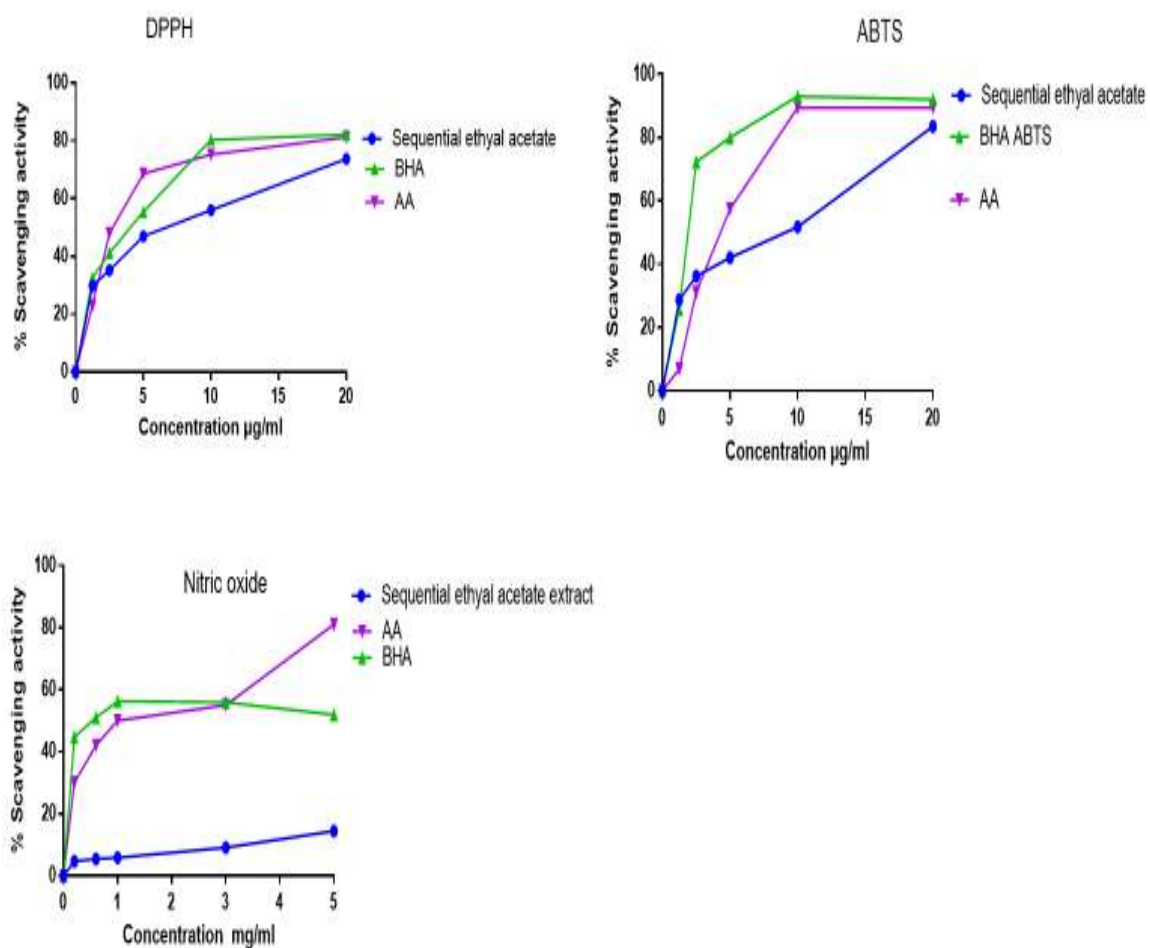 DPPH
% Scavenging activity
100
80
60
40
20
0
0 5 10 15 20
Concentration µg/ml
Sequential ethyal acetate
BHA
AA
ABTS
% Scavenging activity
100
80
60
40
20
0
0 5 10 15 20
Concentration µg/ml
Sequential ethyal acetate
BHA ABTS
AA
Nitric oxide
% Scavenging activity
100
80
60
40
20
0
0 1 2 3 4 5
Concentration mg/ml
Sequential ethyal acetate extract
AA
BHA